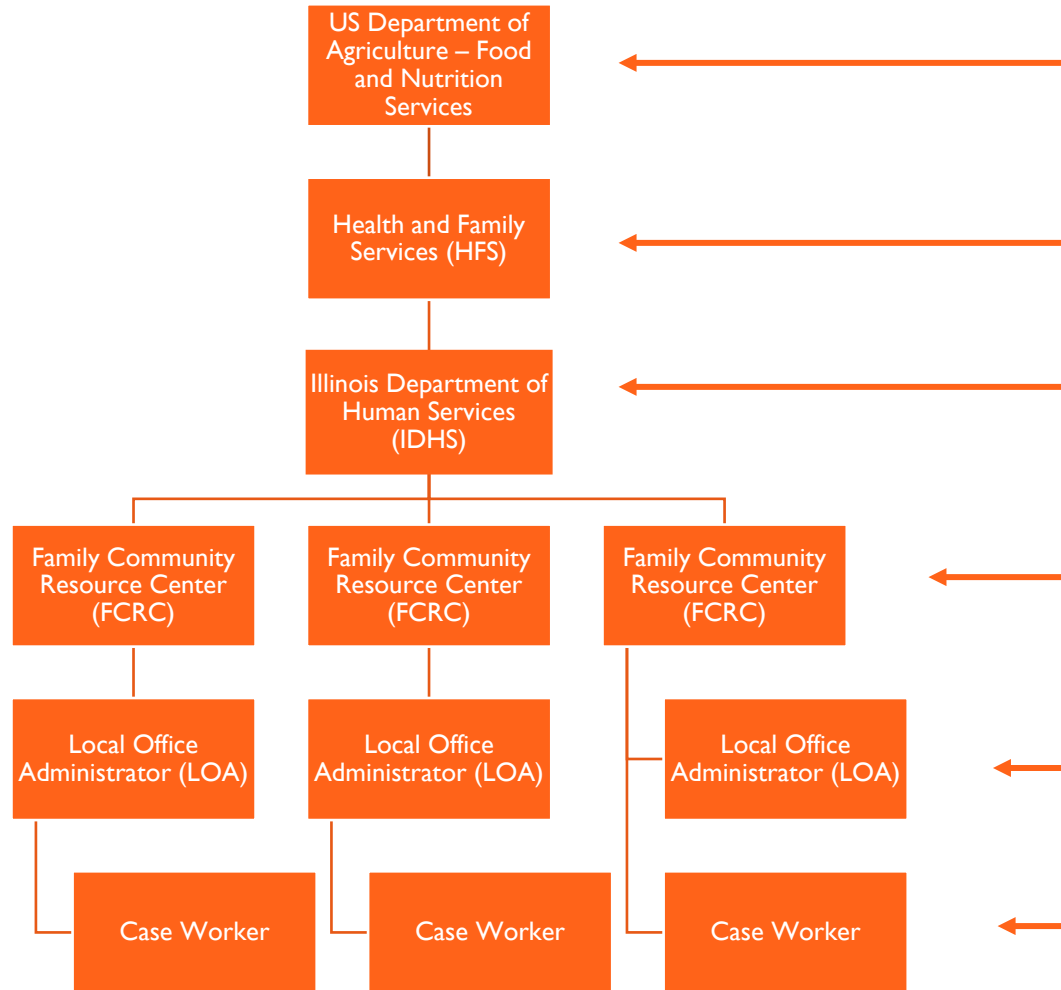 US Department of
Agriculture – Food
and Nutrition
Services
Health and Family
Services (HFS)
Illinois Department of
Human Services
(IDHS)
Family Community
Resource Center
(FCRC)
Family Community
Resource Center
(FCRC)
Family Community
Resource Center
(FCRC)
Local Office
Administrator (LOA)
Local Office
Administrator (LOA)
Local Office
Administrator (LOA)
Case Worker
Case Worker
Case Worker